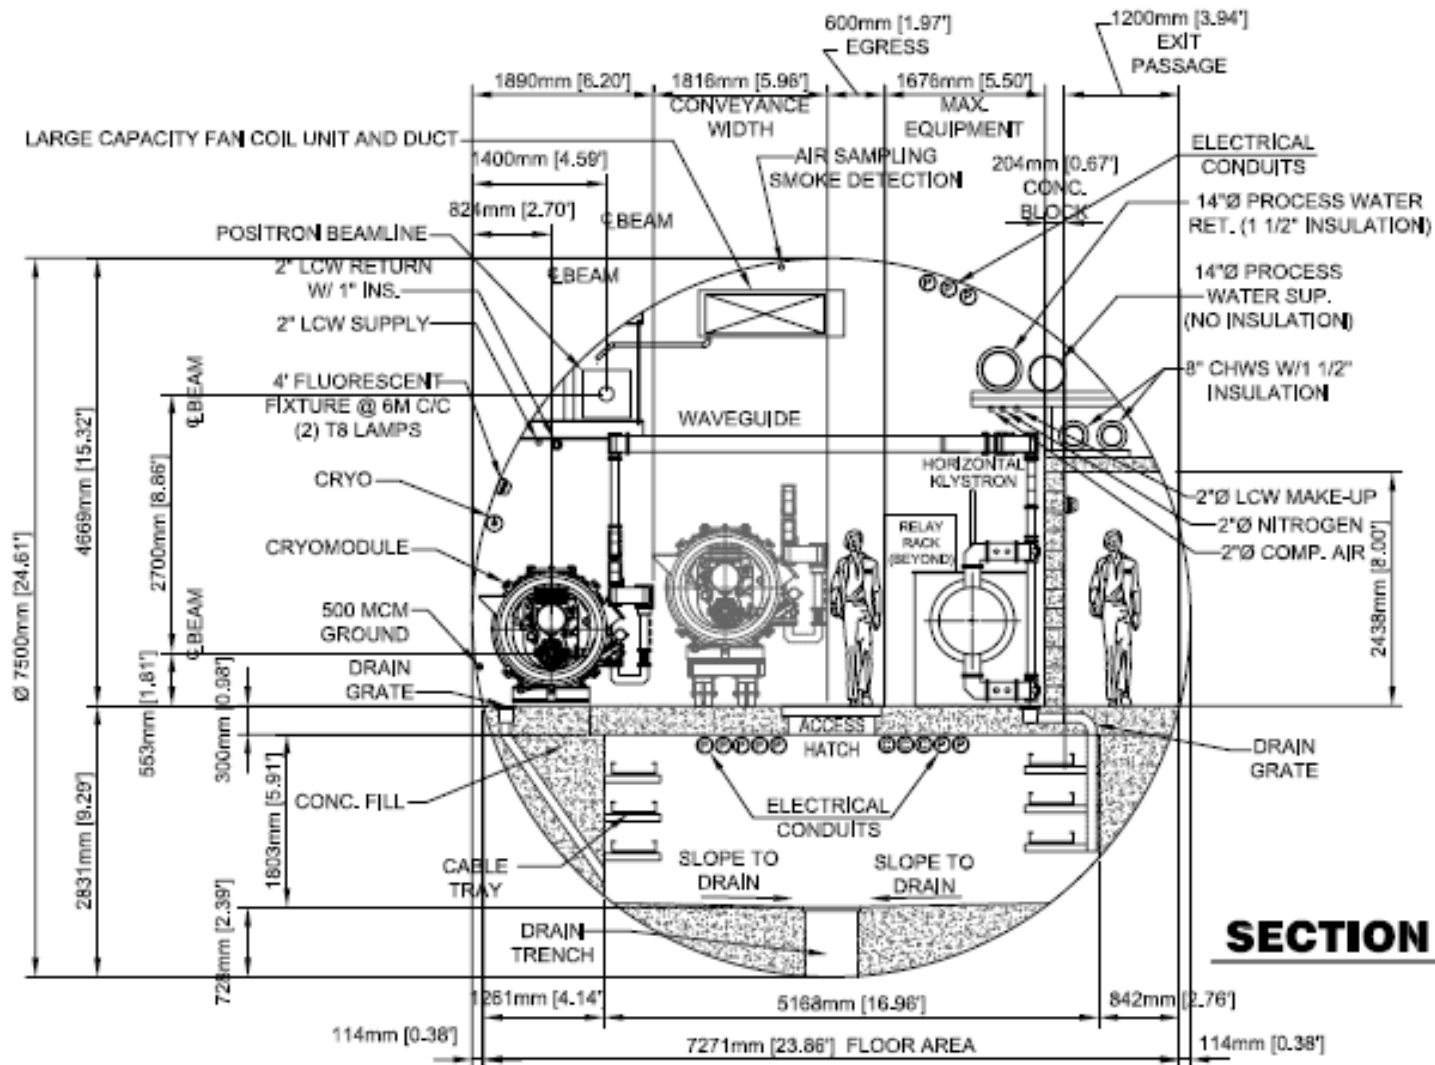 600mm [1.97']
EGRESS
1200mm [3.94']
EXIT
PASSAGE
1890mm [6.20']
1816mm [5.96']
CONVEYANCE
WIDTH
1676mm [5.50']
MAX.
EQUIPMENT
LARGE CAPACITY FAN COIL UNIT AND DUCT
1400mm [4.59']
AIR SAMPLING
SMOKE DETECTION
204mm [0.67']
CONC.
BLOCK
ELECTRICAL
CONDUITS
824mm [2.70']
℄ BEAM
14"Ø PROCESS WATER
RET. (1 1/2" INSULATION)
POSITRON BEAMLINE
℄ BEAM
2" LCW RETURN
W/ 1" INS.
14"Ø PROCESS
WATER SUP.
(NO INSULATION)
2" LCW SUPPLY
℄ BEAM
4' FLUORESCENT
FIXTURE @ 6M C/C
(2) T8 LAMPS
8" CHWS W/1 1/2"
INSULATION
WAVEGUIDE
CRYO
HORIZONTAL
KLYSTRON
2"Ø LCW MAKE-UP
2"Ø NITROGEN
2"Ø COMP. AIR
CRYOMODULE
RELAY
RACK
(BEYOND)
Ø 7500mm [24.61']
4669mm [15.32']
2700mm [8.86']
℄ BEAM
2438mm [8.00']
500 MCM
GROUND
DRAIN
GRATE
553mm [1.81']
300mm [0.98']
ACCESS
HATCH
P P P P P
C C C P P
P P P
DRAIN
GRATE
CONC. FILL
ELECTRICAL
CONDUITS
2831mm [9.29']
1803mm [5.91']
CABLE
TRAY
SLOPE TO
DRAIN
SLOPE TO
DRAIN
728mm [2.39']
DRAIN
TRENCH
SECTION
1261mm [4.14']
5168mm [16.96']
842mm [2.76']
114mm [0.38']
7271mm [23.86'] FLOOR AREA
114mm [0.38']